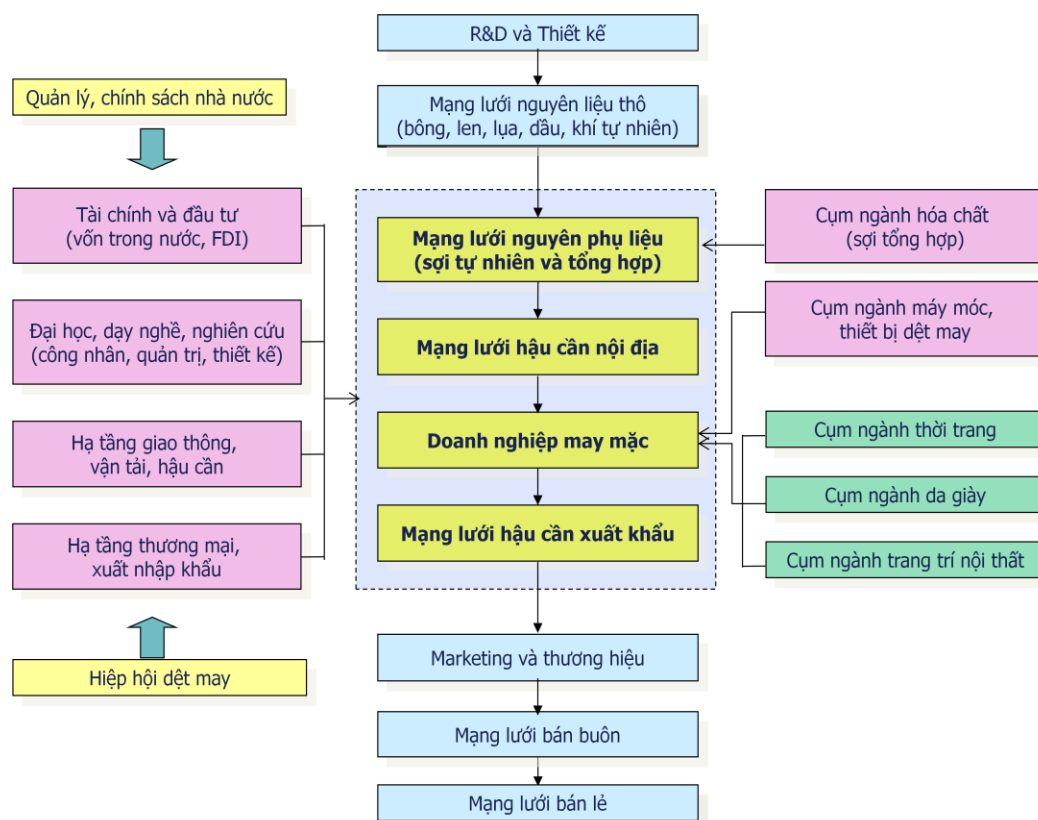 R&D và Thiết kế
Quản lý, chính sách nhà nước
Mạng lưới nguyên liệu thô
(bông, len, lụa, dầu, khí tự nhiên)
Tài chính và đầu tư
(vốn trong nước, FDI)
Đại học, dạy nghề, nghiên cứu
(công nhân, quản trị, thiết kế)
Hạ tầng giao thông,
vận tải, hậu cần
Hạ tầng thương mại,
xuất nhập khẩu
Hiệp hội dệt may
Mạng lưới nguyên phụ liệu
(sợi tự nhiên và tổng hợp)
Mạng lưới hậu cần nội địa
Doanh nghiệp may mặc
Mạng lưới hậu cần xuất khẩu
Cụm ngành hóa chất
(sợi tổng hợp)
Cụm ngành máy móc,
thiết bị dệt may
Cụm ngành thời trang
Cụm ngành da giày
Cụm ngành trang trí nội thất
Marketing và thương hiệu
Mạng lưới bán buôn
Mạng lưới bán lẻ